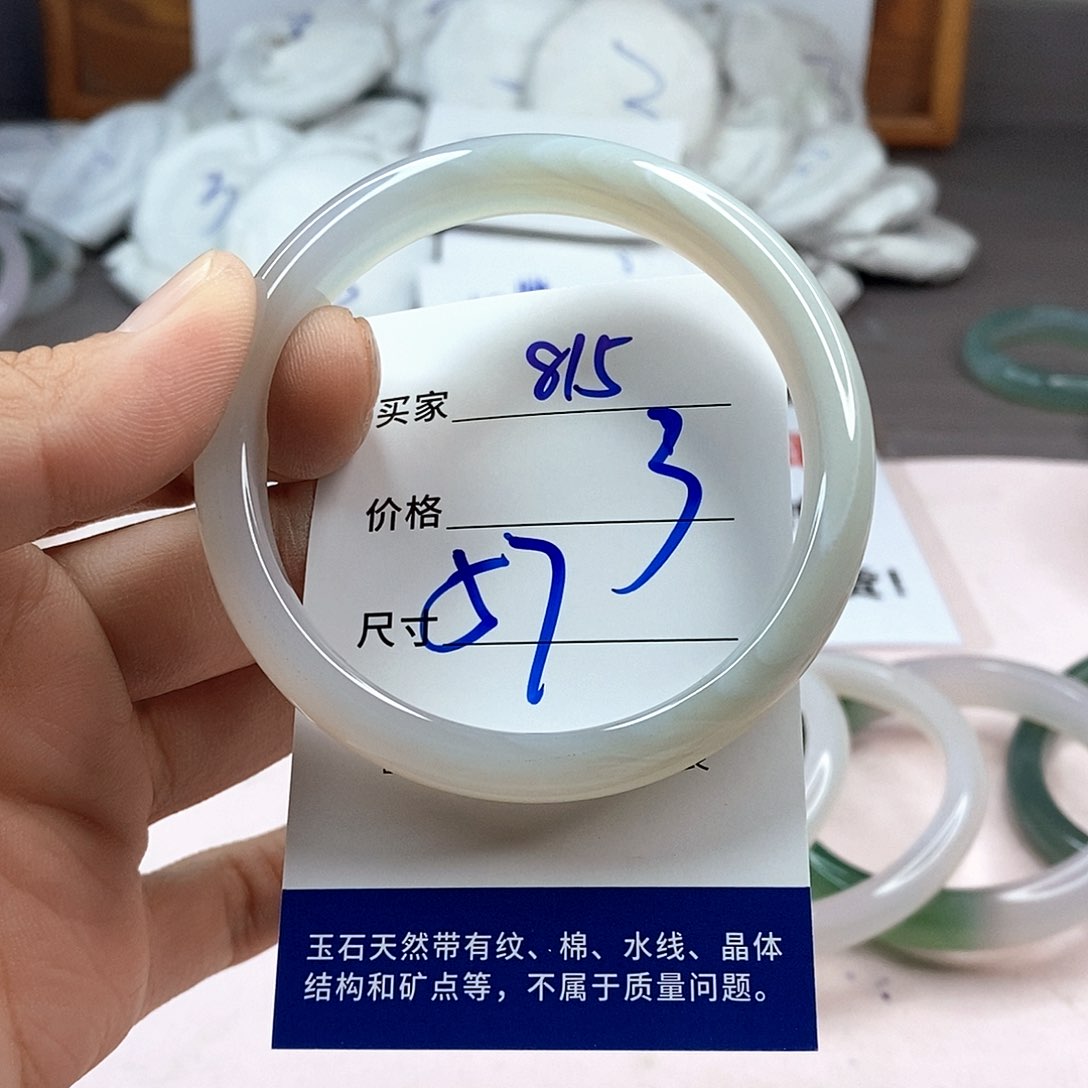 买家 815
3
价格
尺寸 57
玉石天然带有纹、棉、水线、晶体
结构和矿点等，不属于质量问题。